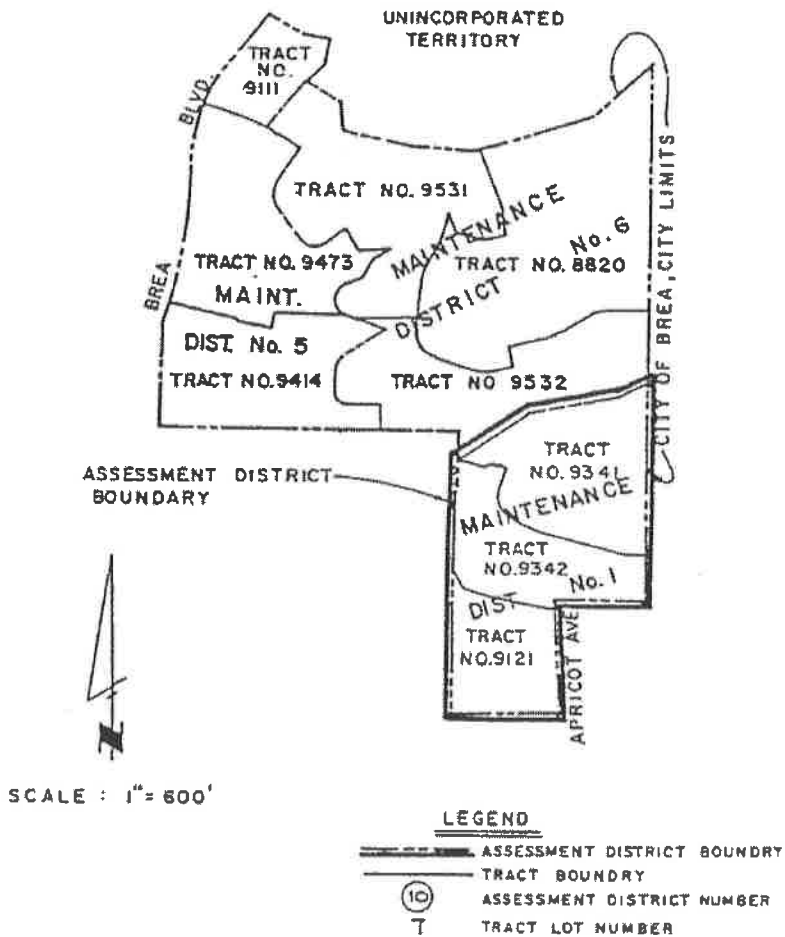 UNINCORPORATED
TERRITORY
TRACT
NO.
9111
BLVD.
BREA
TRACT NO. 9531
MAINTENANCE
DISTRICT
No. 6
TRACT NO. 8820
TRACT NO. 9473
MAINT.
DIST. No. 5
TRACT NO. 9414
TRACT NO 9532
CITY OF BREA, CITY LIMITS
ASSESSMENT DISTRICT
BOUNDARY
TRACT
NO. 9341
MAINTENANCE
TRACT
NO. 9342
DIST
No. 1
TRACT
NO. 9121
APRICOT AVE
N
SCALE : 1"= 600'
LEGEND
ASSESSMENT DISTRICT BOUNDRY
TRACT BOUNDRY
10 ASSESSMENT DISTRICT NUMBER
7 TRACT LOT NUMBER